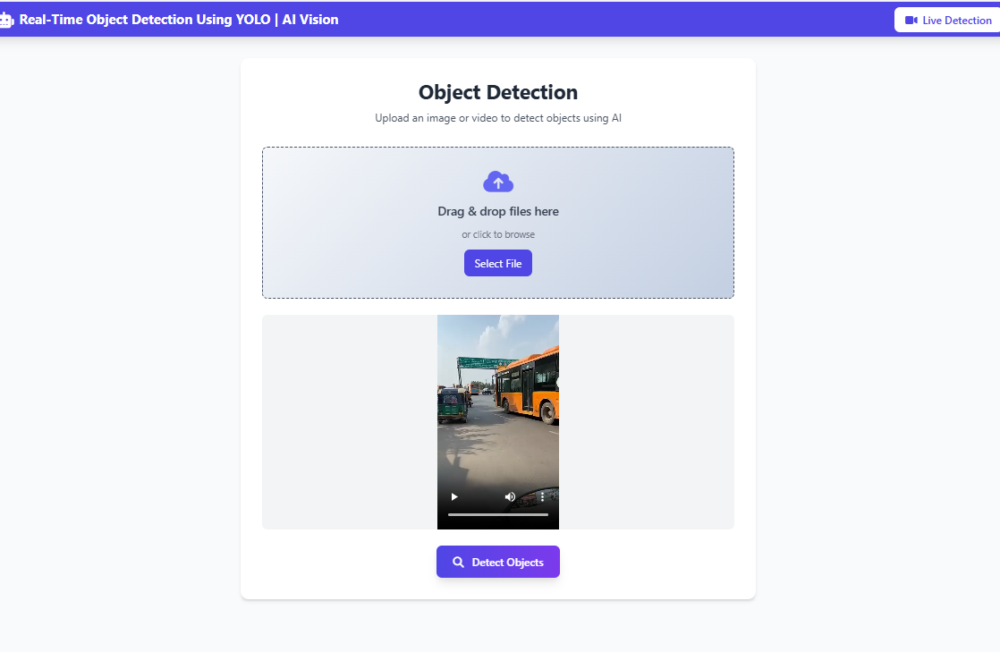 Real-Time Object Detection Using YOLO | AI Vision
Live Detection
Object Detection
Upload an image or video to detect objects using AI
Drag & drop files here
or click to browse
Select File
Detect Objects